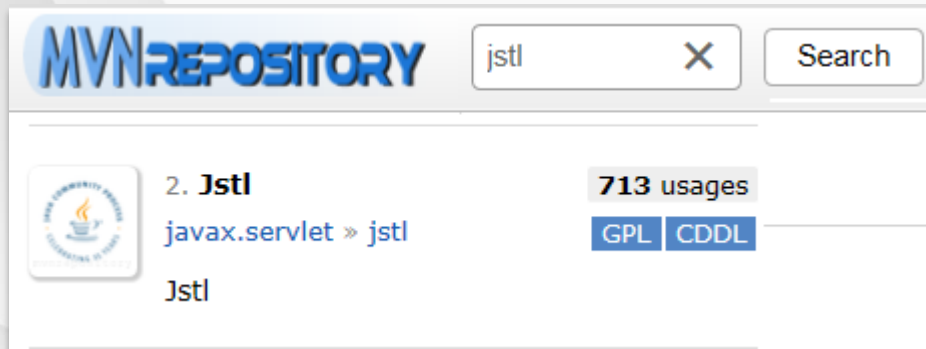 MVNREPOSITORY
jstl
Search
2. Jstl
713 usages
javax.servlet » jstl
GPL CDDL
Jstl